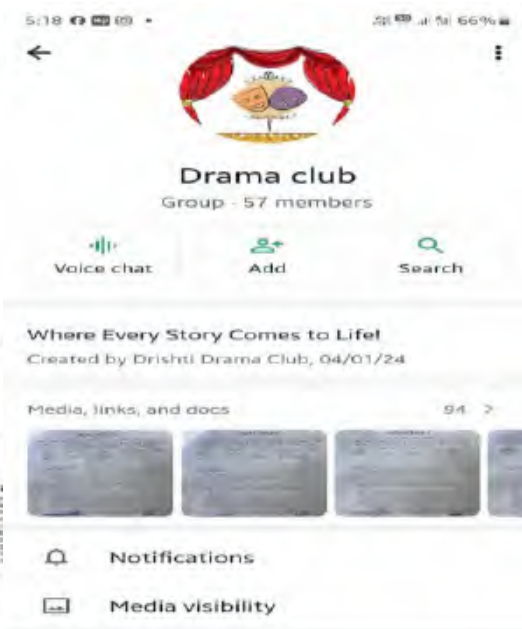 5:18 66%
Drama club
Group - 57 members
Voice chat Add Search
Where Every Story Comes to Life!
Created by Drishti Drama Club, 04/01/24
Media, links, and docs 94 >
Notifications
Media visibility